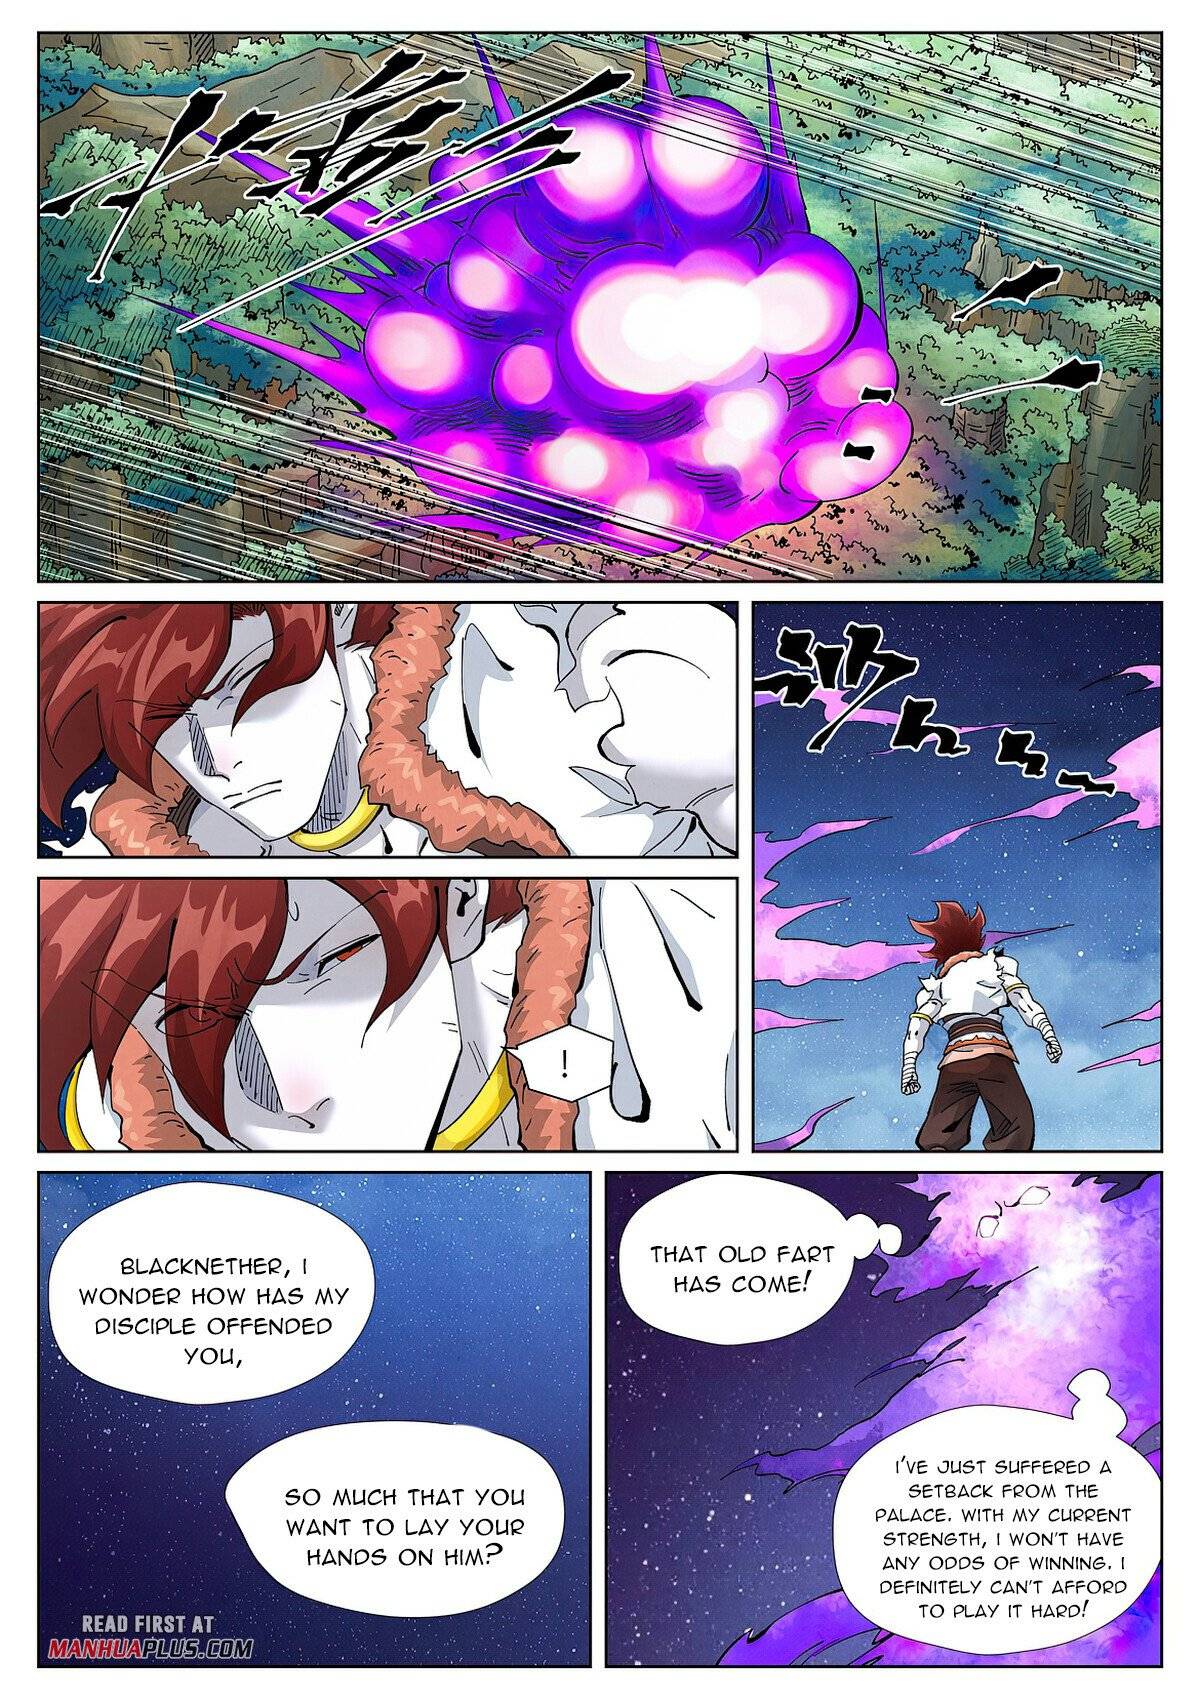 !
BLACKNETHER, I
WONDER HOW HAS MY
DISCIPLE OFFENDED
YOU,
SO MUCH THAT YOU
WANT TO LAY YOUR
HANDS ON HIM?
THAT OLD FART
HAS COME!
I'VE JUST SUFFERED A
SETBACK FROM THE
PALACE. WITH MY CURRENT
STRENGTH, I WON'T HAVE
ANY ODDS OF WINNING. I
DEFINITELY CAN'T AFFORD
TO PLAY IT HARD!
READ FIRST AT
MANHUAPLUS.COM